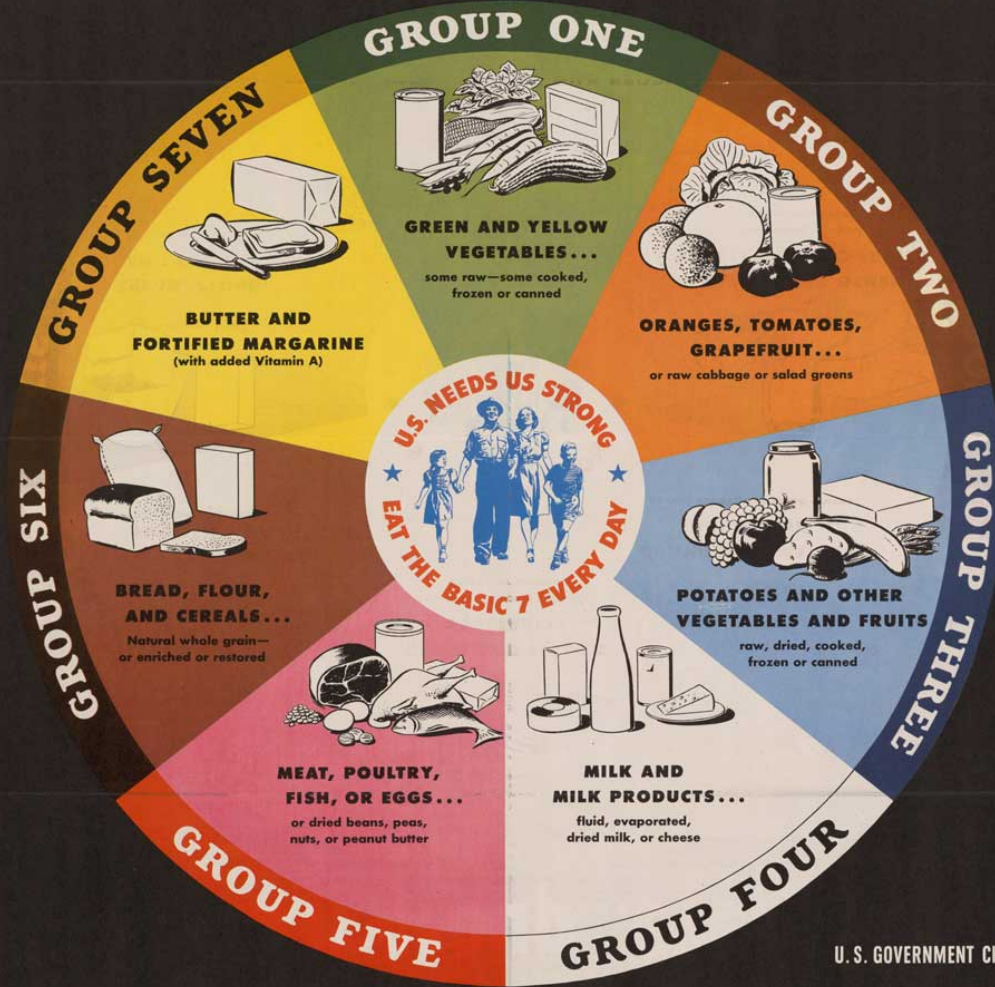 GROUP ONE
GREEN AND YELLOW
VEGETABLES...
some raw—some cooked,
frozen or canned
GROUP TWO
ORANGES, TOMATOES,
GRAPEFRUIT...
or raw cabbage or salad greens
GROUP THREE
POTATOES AND OTHER
VEGETABLES AND FRUITS
raw, dried, cooked,
frozen or canned
GROUP FOUR
MILK AND
MILK PRODUCTS...
fluid, evaporated,
dried milk, or cheese
GROUP FIVE
MEAT, POULTRY,
FISH, OR EGGS...
or dried beans, peas,
nuts, or peanut butter
GROUP SIX
BREAD, FLOUR,
AND CEREALS...
Natural whole grain—
or enriched or restored
GROUP SEVEN
BUTTER AND
FORTIFIED MARGARINE
(with added Vitamin A)
U.S. NEEDS US STRONG
EAT THE BASIC 7 EVERY DAY
U.S. GOVERNMENT